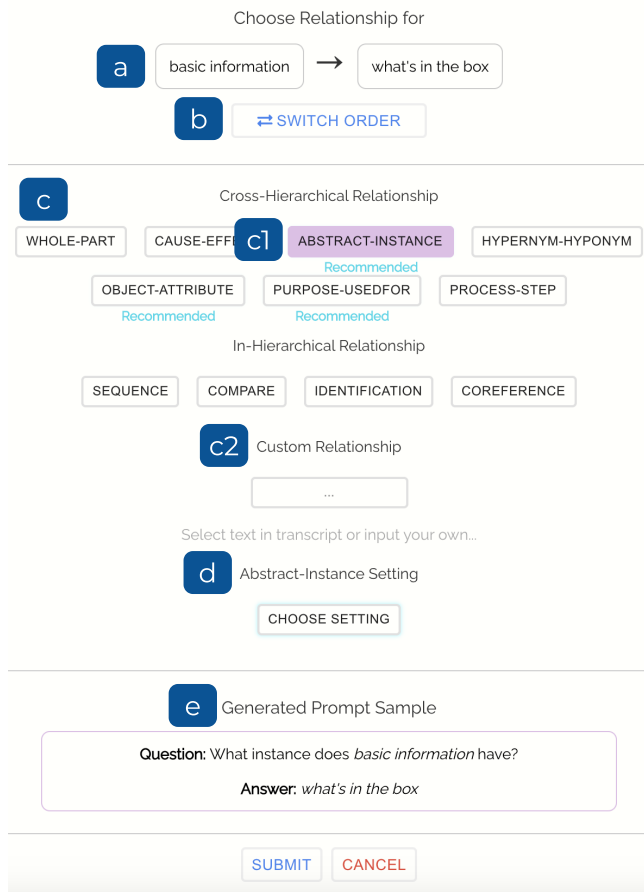 Choose Relationship for
a basic information → what's in the box
b ⇄ SWITCH ORDER
c Cross-Hierarchical Relationship
WHOLE-PART CAUSE-EFF c1 ABSTRACT-INSTANCE HYPERNYM-HYPONYM
Recommended
OBJECT-ATTRIBUTE PURPOSE-USEDFOR PROCESS-STEP
Recommended Recommended
In-Hierarchical Relationship
SEQUENCE COMPARE IDENTIFICATION COREFERENCE
c2 Custom Relationship
...
Select text in transcript or input your own...
d Abstract-Instance Setting
CHOOSE SETTING
e Generated Prompt Sample
Question: What instance does basic information have?
Answer: what's in the box
SUBMIT CANCEL